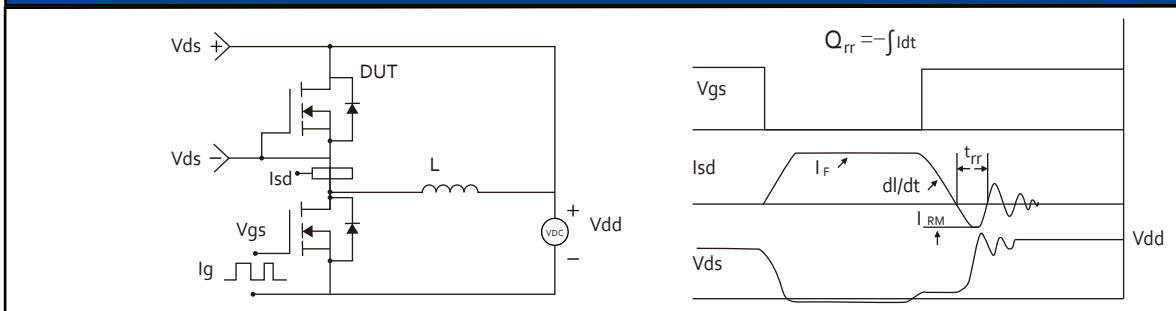 Vds +
DUT
Vds -
Isd
L
Vgs
Ig
VDC
+
Vdd
-
Qrr =-∫Idt
Vgs
Isd
IF
dI/dt
trr
IRM
Vds
Vdd